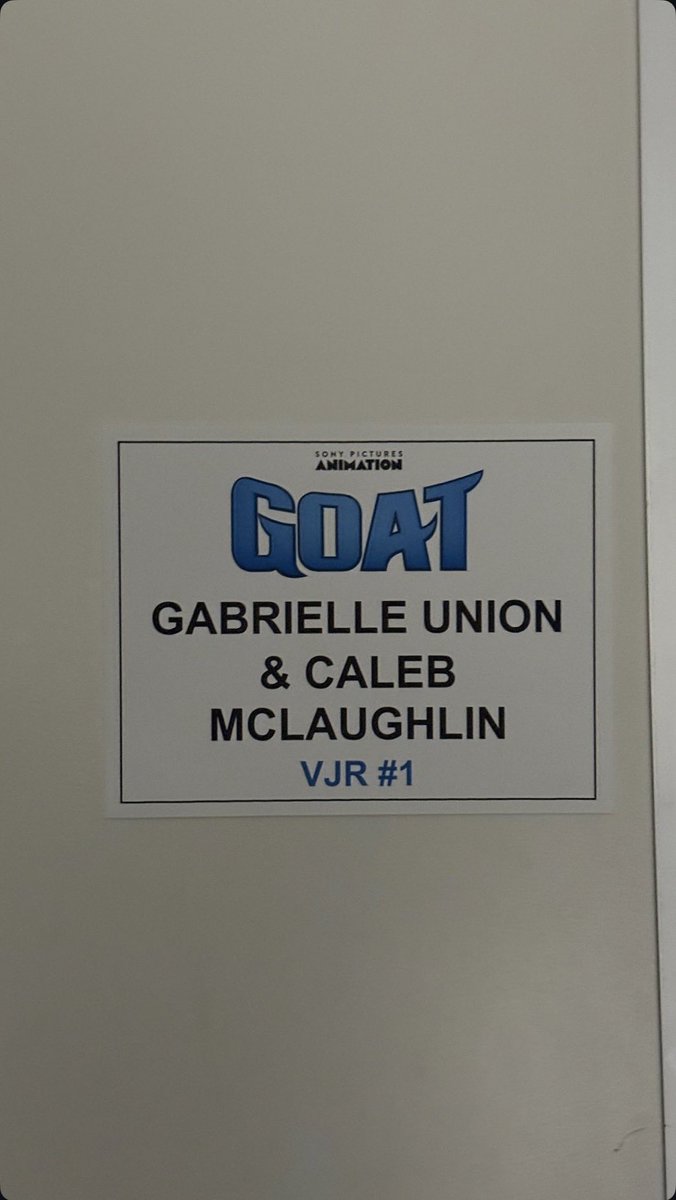 SONY PICTURES
ANIMATION
GOAT
GABRIELLE UNION
& CALEB
MCLAUGHLIN
VJR #1